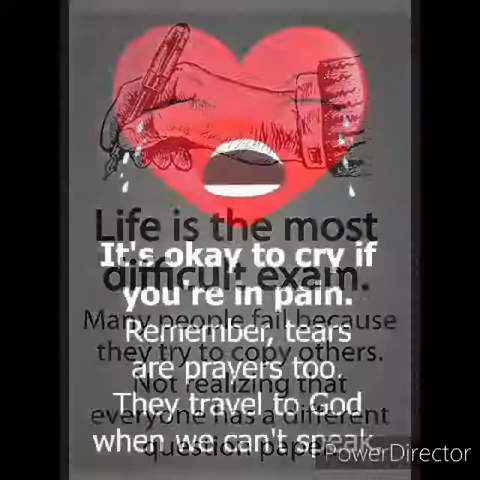 Life is the most
difficult exam.
Many people fail because
they try to copy others.
Not realizing that
everyone has a different
question paper.
It's okay to cry if
you're in pain.
Remember, tears
are prayers too.
They travel to God
when we can't speak.
PowerDirector